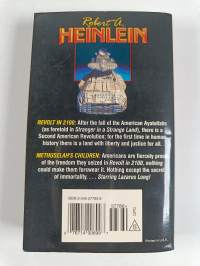 Robert A.
HEINLEIN
REVOLT IN 2100: After the fall of the American Ayatollahs
(as foretold in Stranger in a Strange Land), there is a
Second American Revolution; for the first time in human
history there is a land with liberty and justice for all.
METHUSELAH'S CHILDREN: Americans are fiercely proud
of the freedom they seized in Revolt in 2100, nothing
could make them forswear it. Nothing except the secret
of immortality. . . . Starring Lazarus Long!